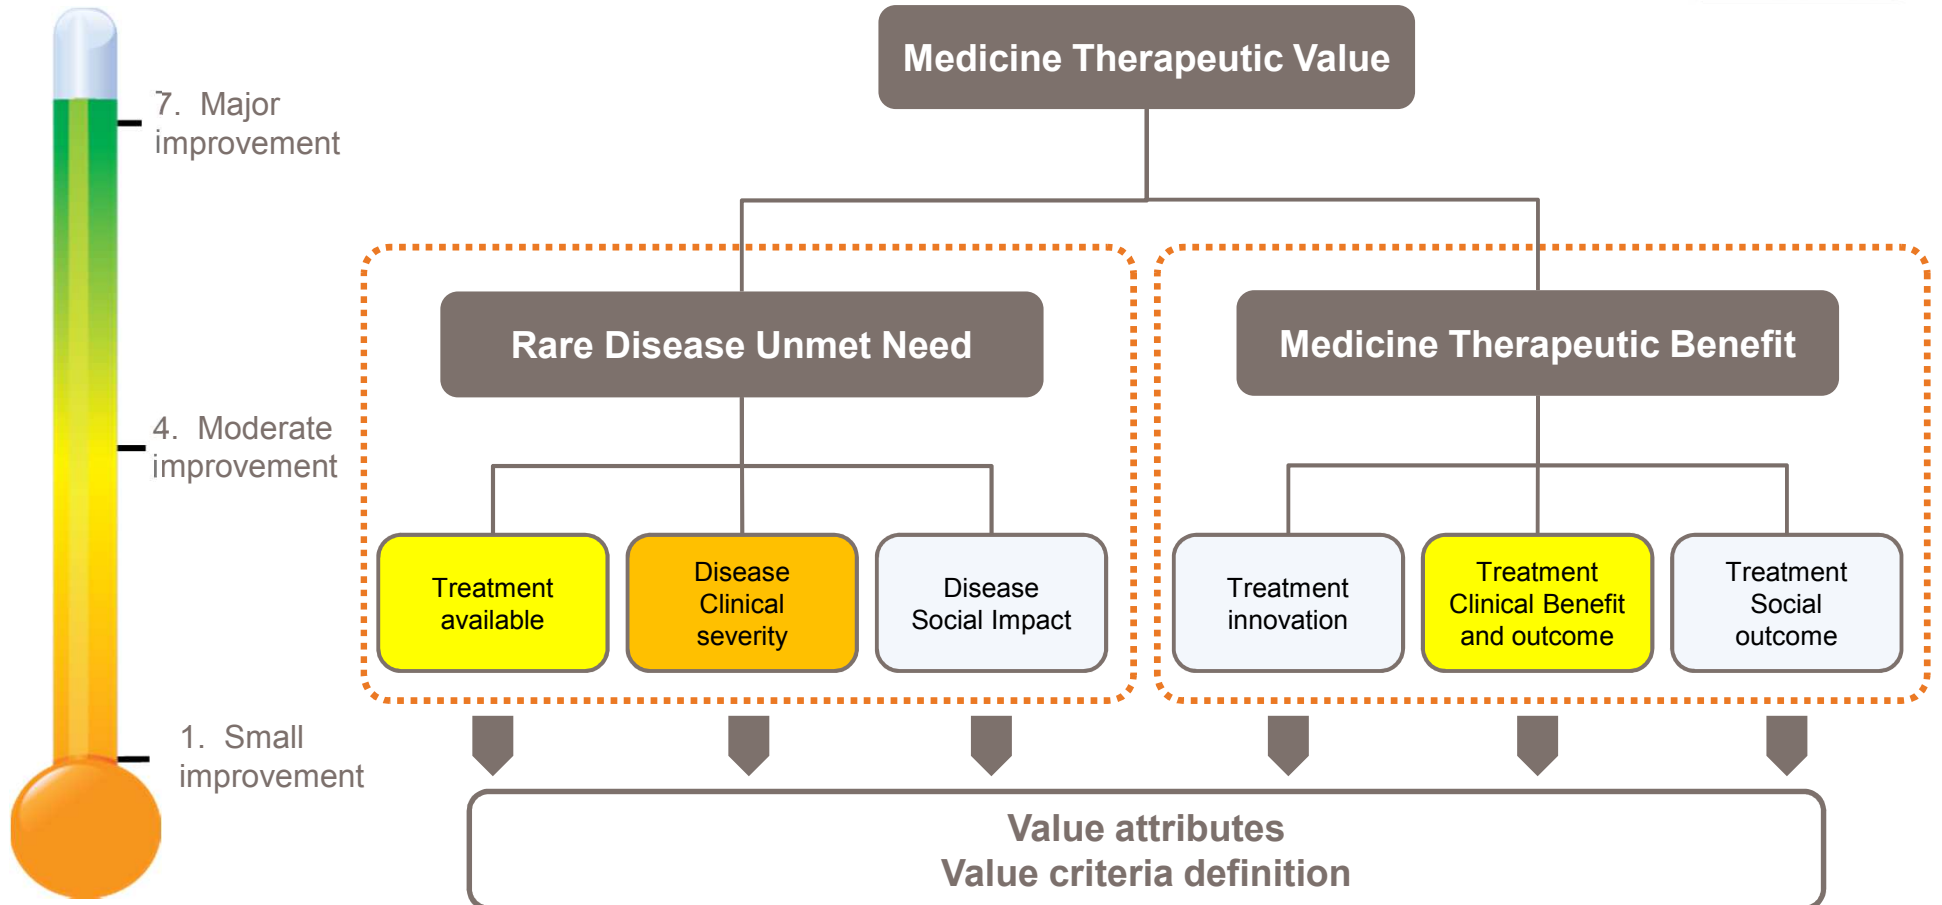 Medicine Therapeutic Value
7. Major
improvement
4. Moderate
improvement
1. Small
improvement
Rare Disease Unmet Need
Medicine Therapeutic Benefit
Treatment
available
Disease
Clinical
severity
Disease
Social Impact
Treatment
innovation
Treatment
Clinical Benefit
and outcome
Treatment
Social
outcome
Value attributes
Value criteria definition